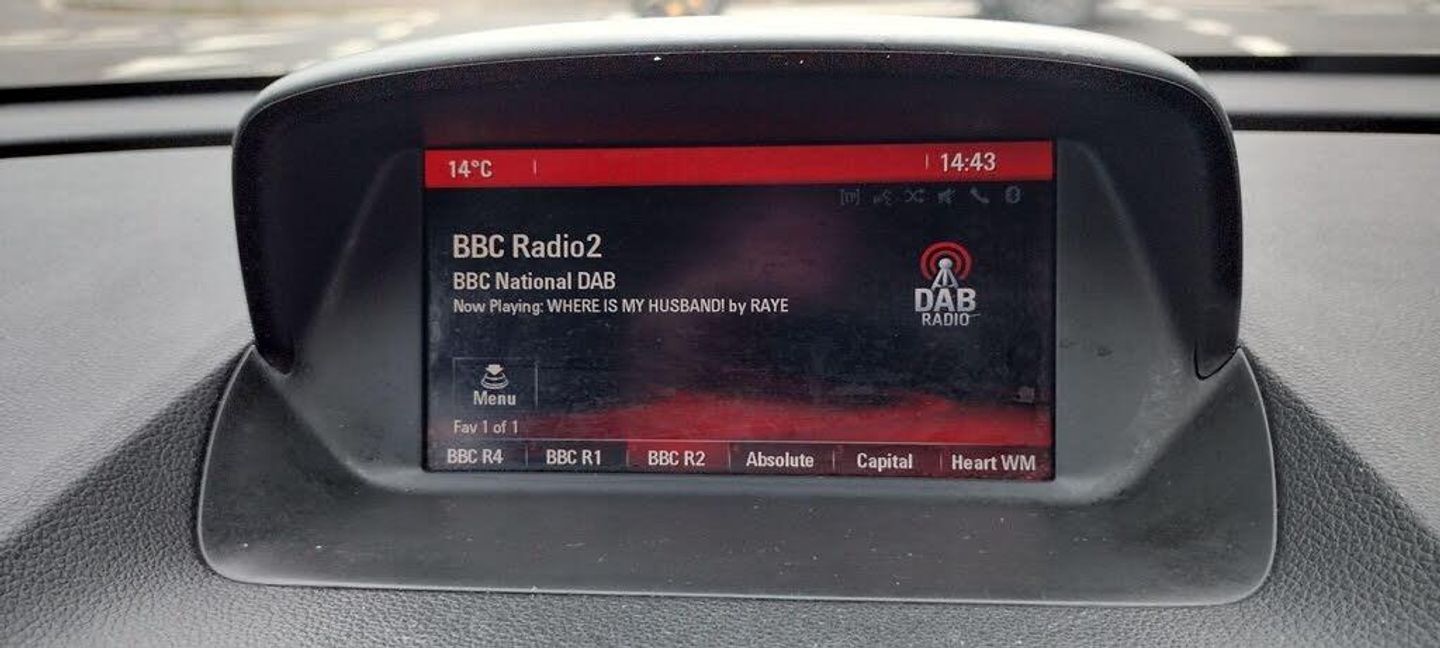 14°C 14:43
[TP]
BBC Radio2
BBC National DAB
Now Playing: WHERE IS MY HUSBAND! by RAYE
DAB
RADIO
Menu
Fav 1 of 1
BBC R4 BBC R1 BBC R2 Absolute Capital Heart WM